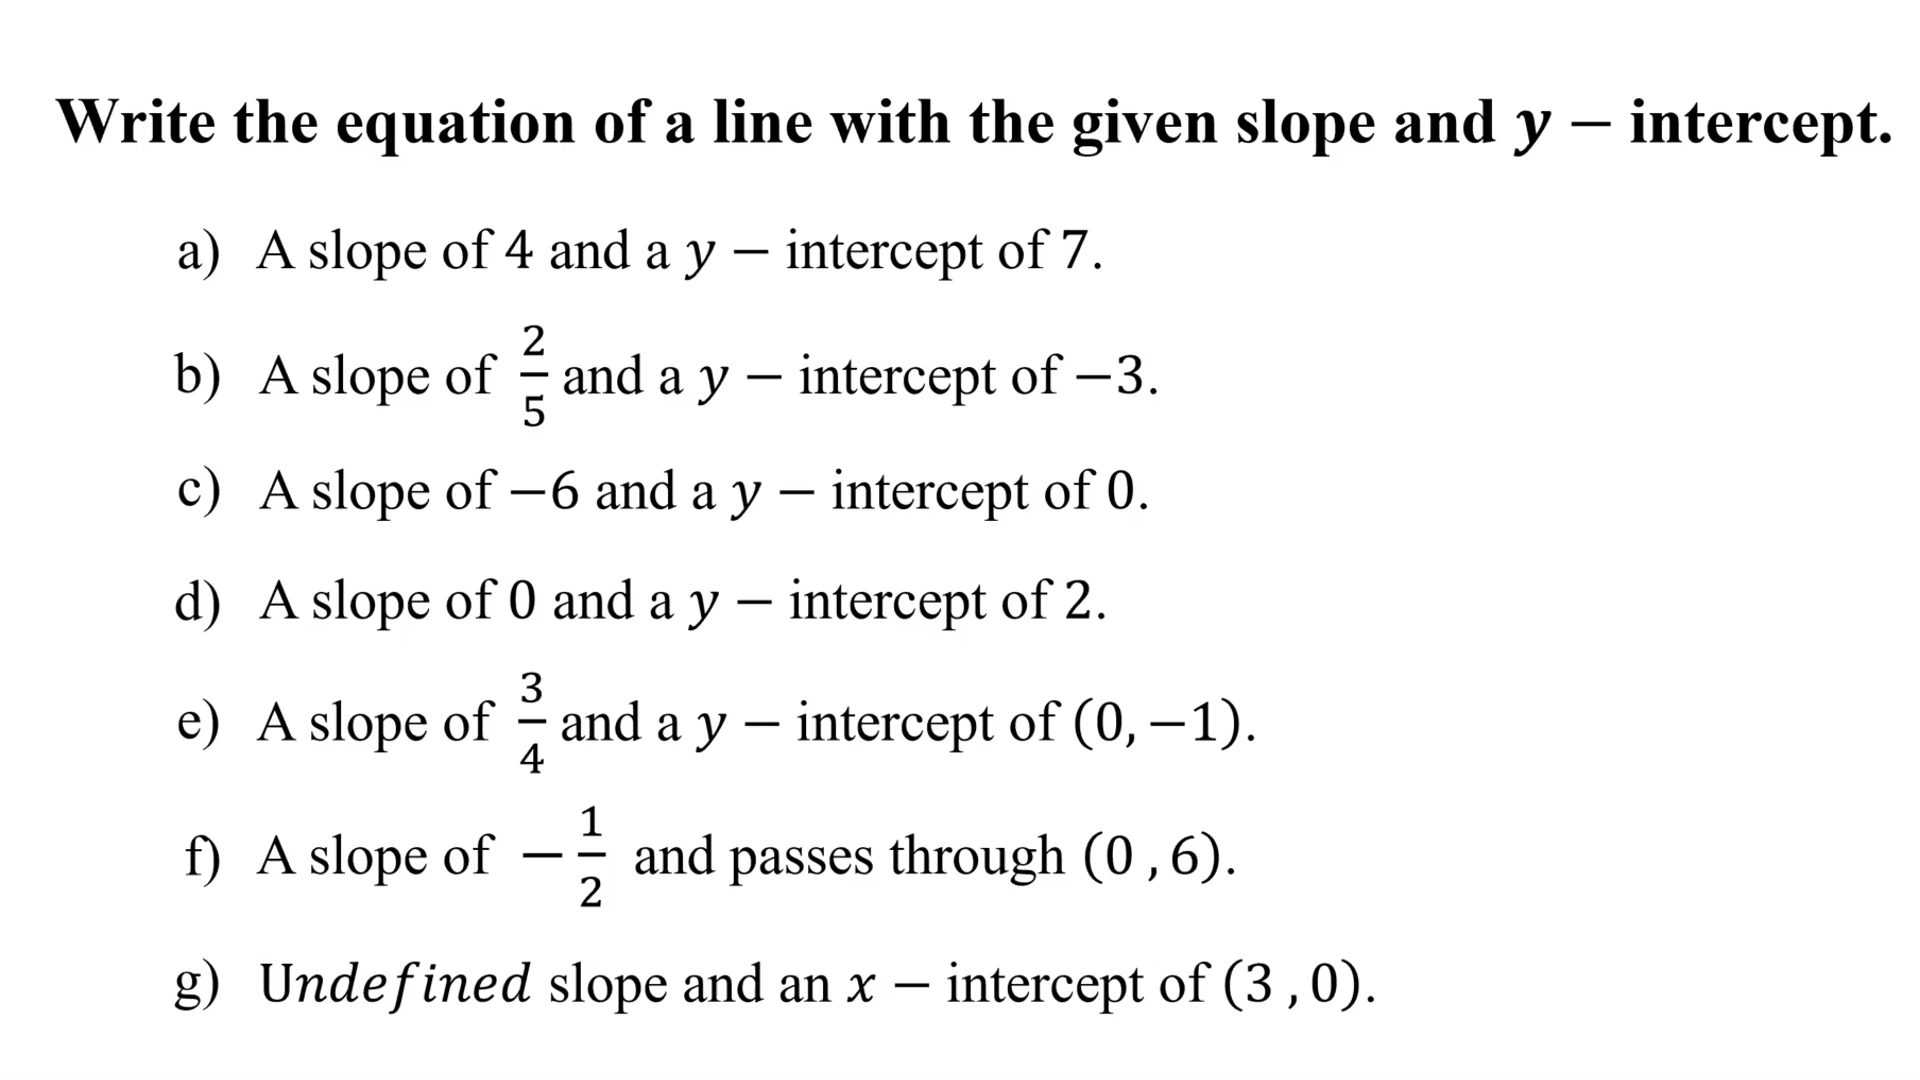 Write the equation of a line with the given slope and y − intercept.
a) A slope of 4 and a y − intercept of 7.
b) A slope of 2/5 and a y − intercept of −3.
c) A slope of −6 and a y − intercept of 0.
d) A slope of 0 and a y − intercept of 2.
e) A slope of 3/4 and a y − intercept of (0, −1).
f) A slope of −1/2 and passes through (0 , 6).
g) Undefined slope and an x − intercept of (3 , 0).